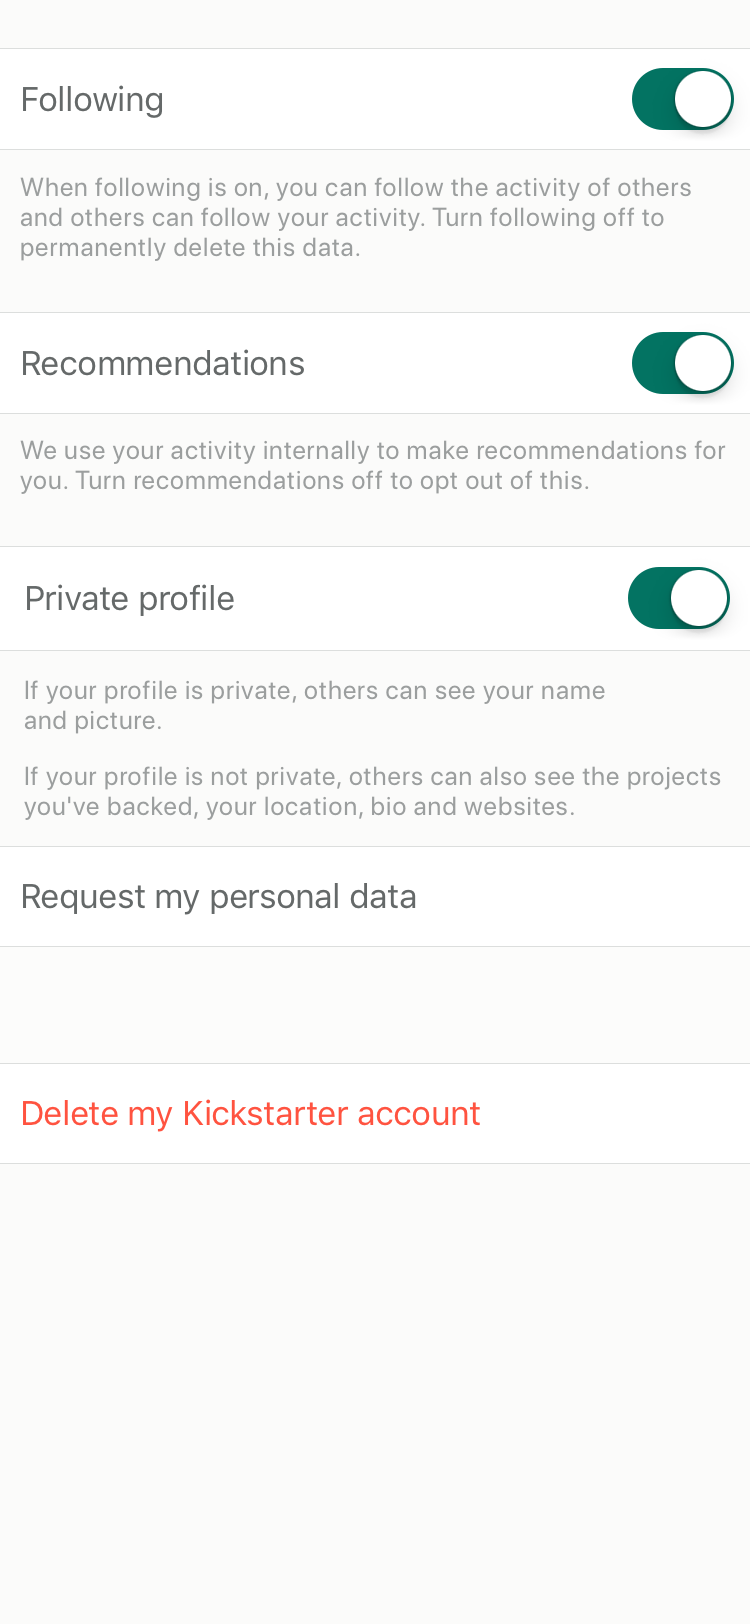 Following
When following is on, you can follow the activity of others
and others can follow your activity. Turn following off to
permanently delete this data.
Recommendations
We use your activity internally to make recommendations for
you. Turn recommendations off to opt out of this.
Private profile
If your profile is private, others can see your name
and picture.
If your profile is not private, others can also see the projects
you've backed, your location, bio and websites.
Request my personal data
Delete my Kickstarter account